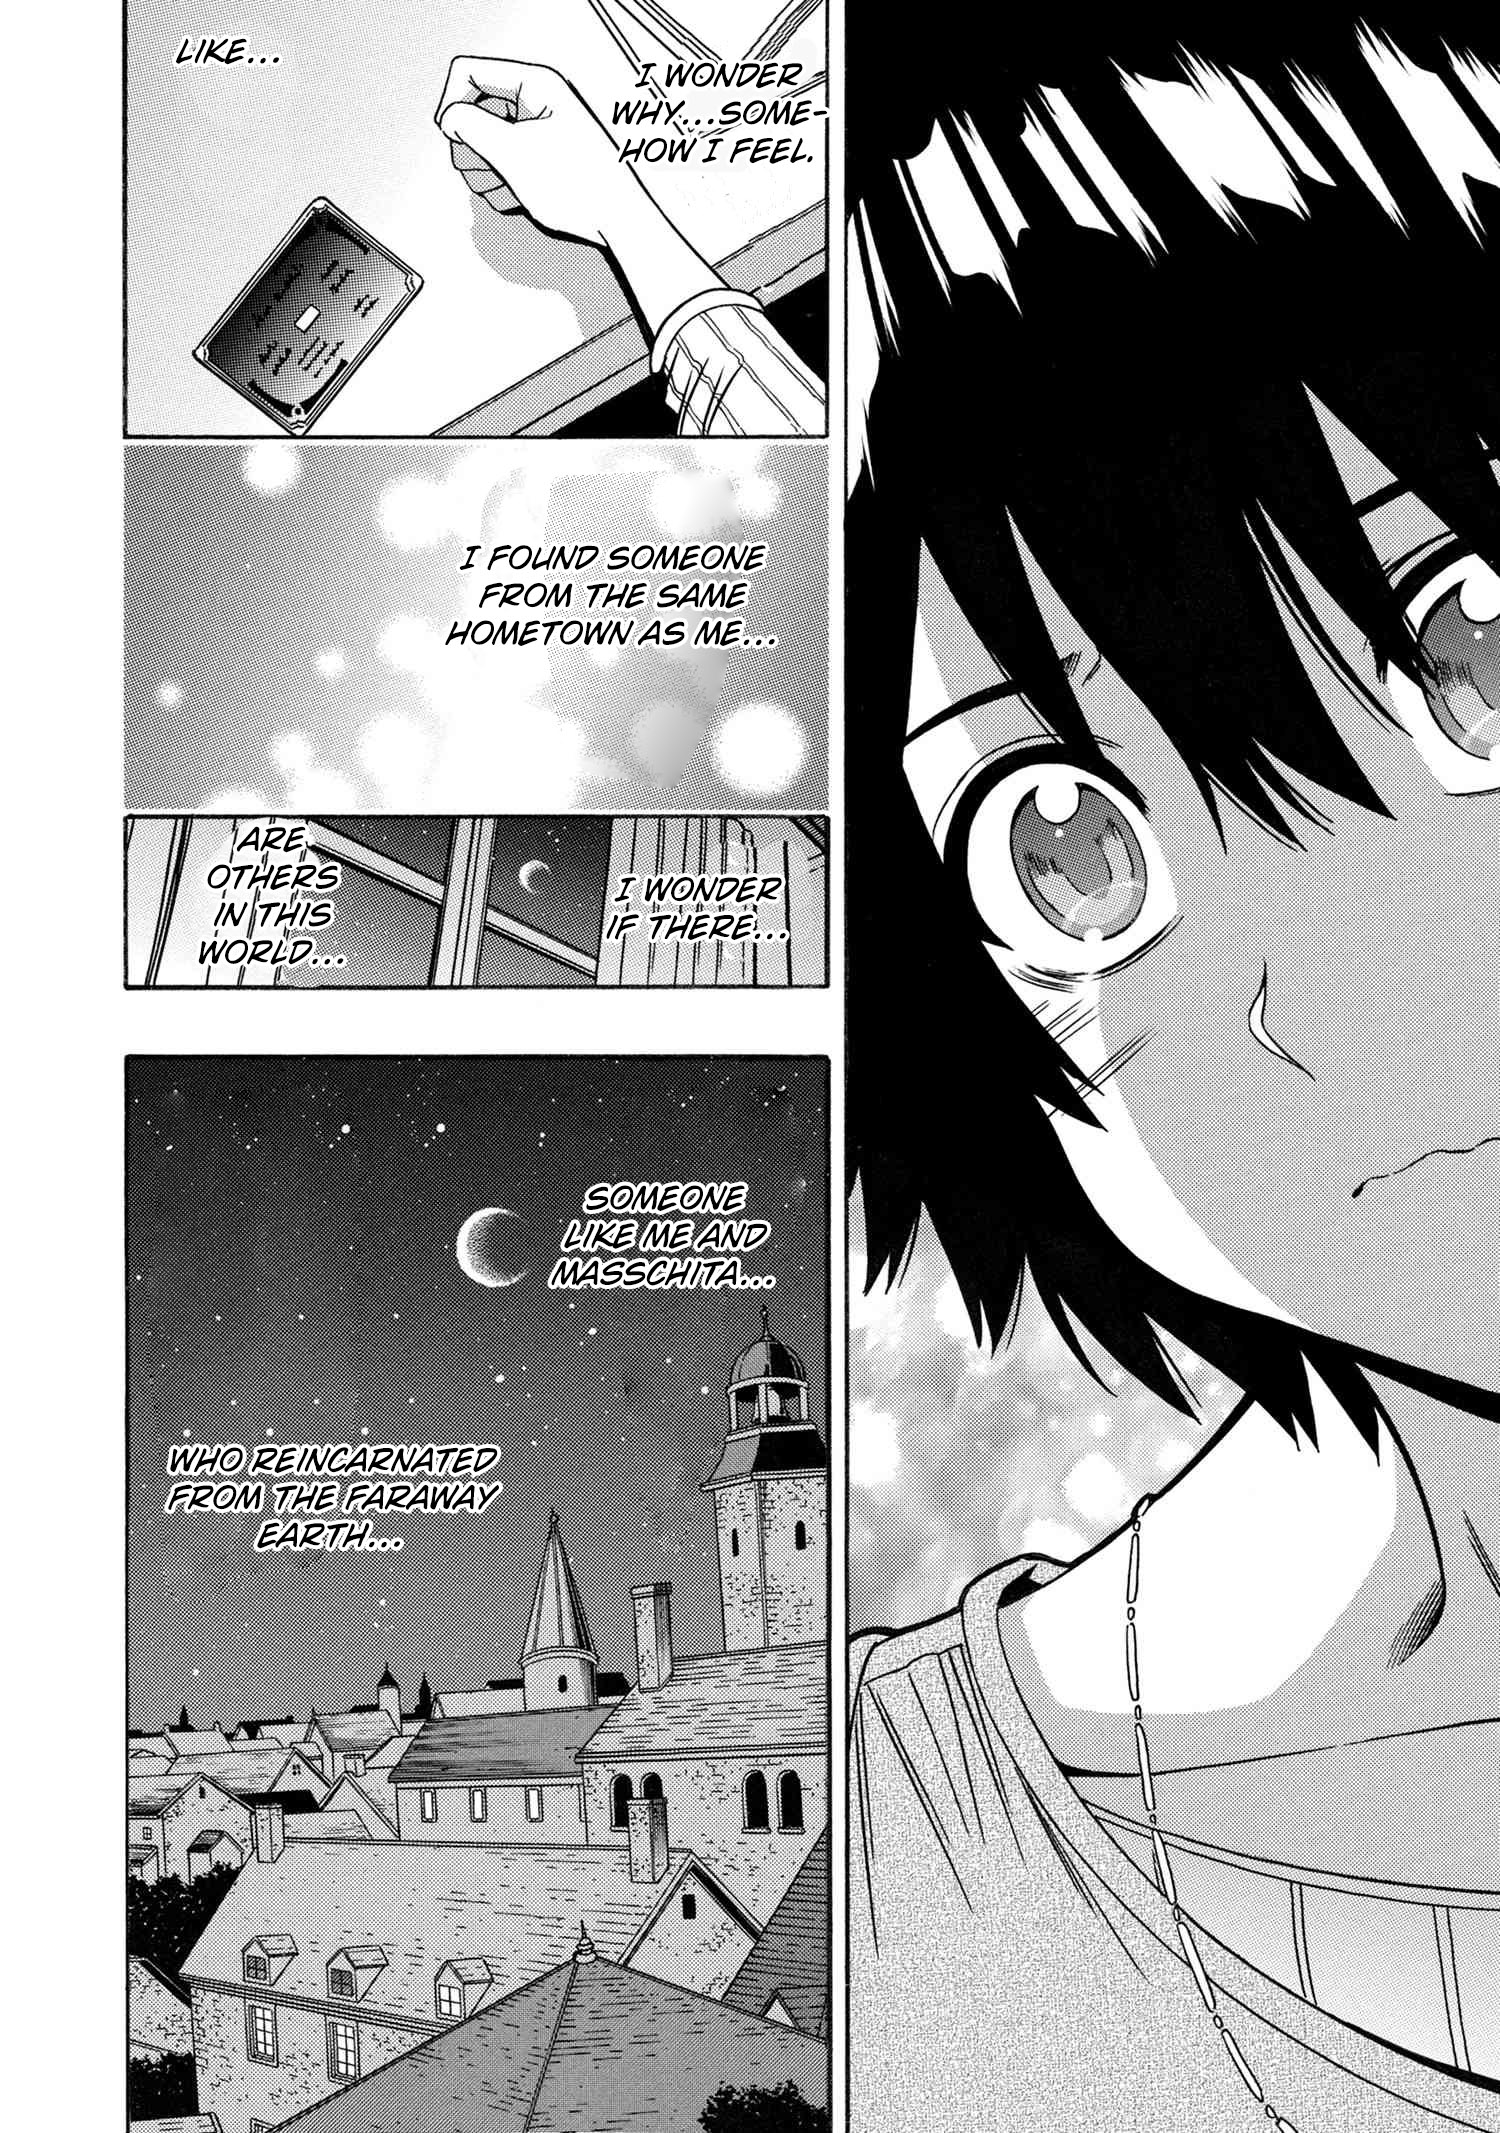 I WONDER
WHY...SOME-
HOW I FEEL.
LIKE...
I FOUND SOMEONE
FROM THE SAME
HOMETOWN AS ME...
I WONDER
IF THERE...
ARE
OTHERS
IN THIS
WORLD...
SOMEONE
LIKE ME AND
MASSCHITA...
WHO REINCARNATED
FROM THE FARAWAY
EARTH...